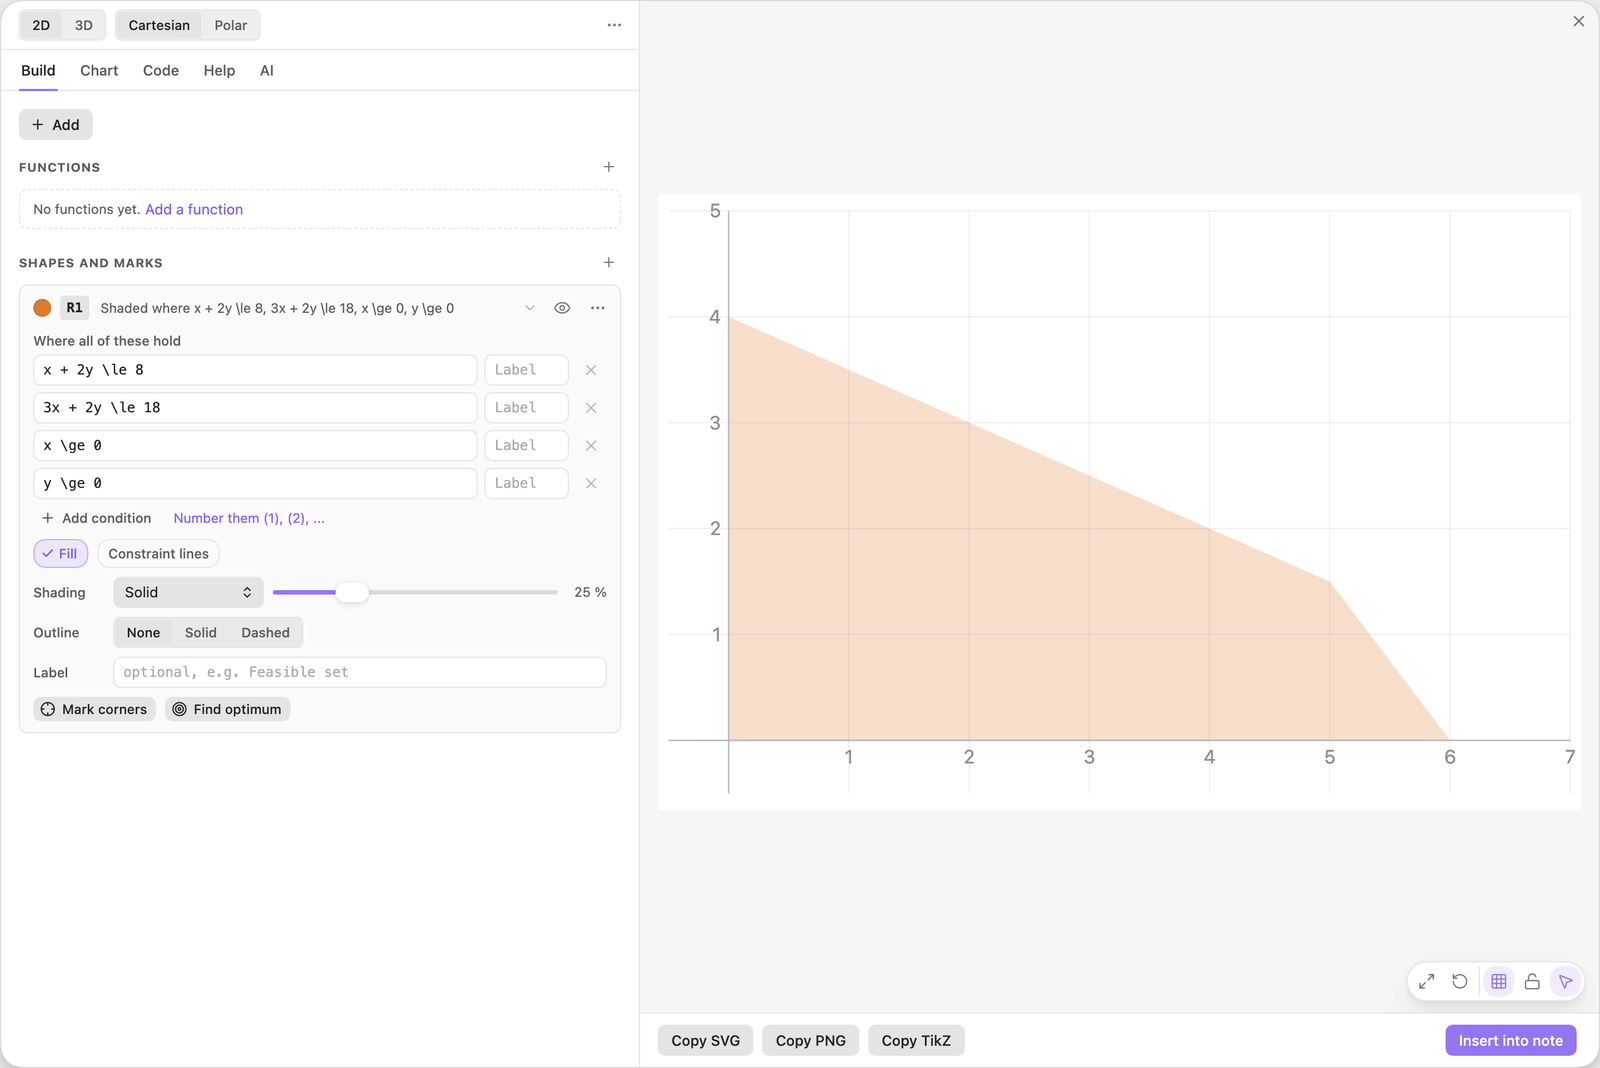 2D 3D Cartesian Polar
Build Chart Code Help AI
+ Add
FUNCTIONS
No functions yet. Add a function
SHAPES AND MARKS
R1 Shaded where x + 2y \le 8, 3x + 2y \le 18, x \ge 0, y \ge 0
Where all of these hold
x + 2y \le 8 Label
3x + 2y \le 18 Label
x \ge 0 Label
y \ge 0 Label
+ Add condition Number them (1), (2), ...
Fill Constraint lines
Shading Solid 25 %
Outline None Solid Dashed
Label optional, e.g. Feasible set
Mark corners Find optimum
5
4
3
2
1
1 2 3 4 5 6 7
Copy SVG Copy PNG Copy TikZ Insert into note